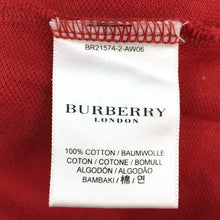 BR21574-2-AW06
BURBERRY
LONDON
100% COTTON / BAUMWOLLE
COTON / COTONE / BOMULL
ALGODÓN / ALGODÃO
BAMBAKI / 棉 / 면